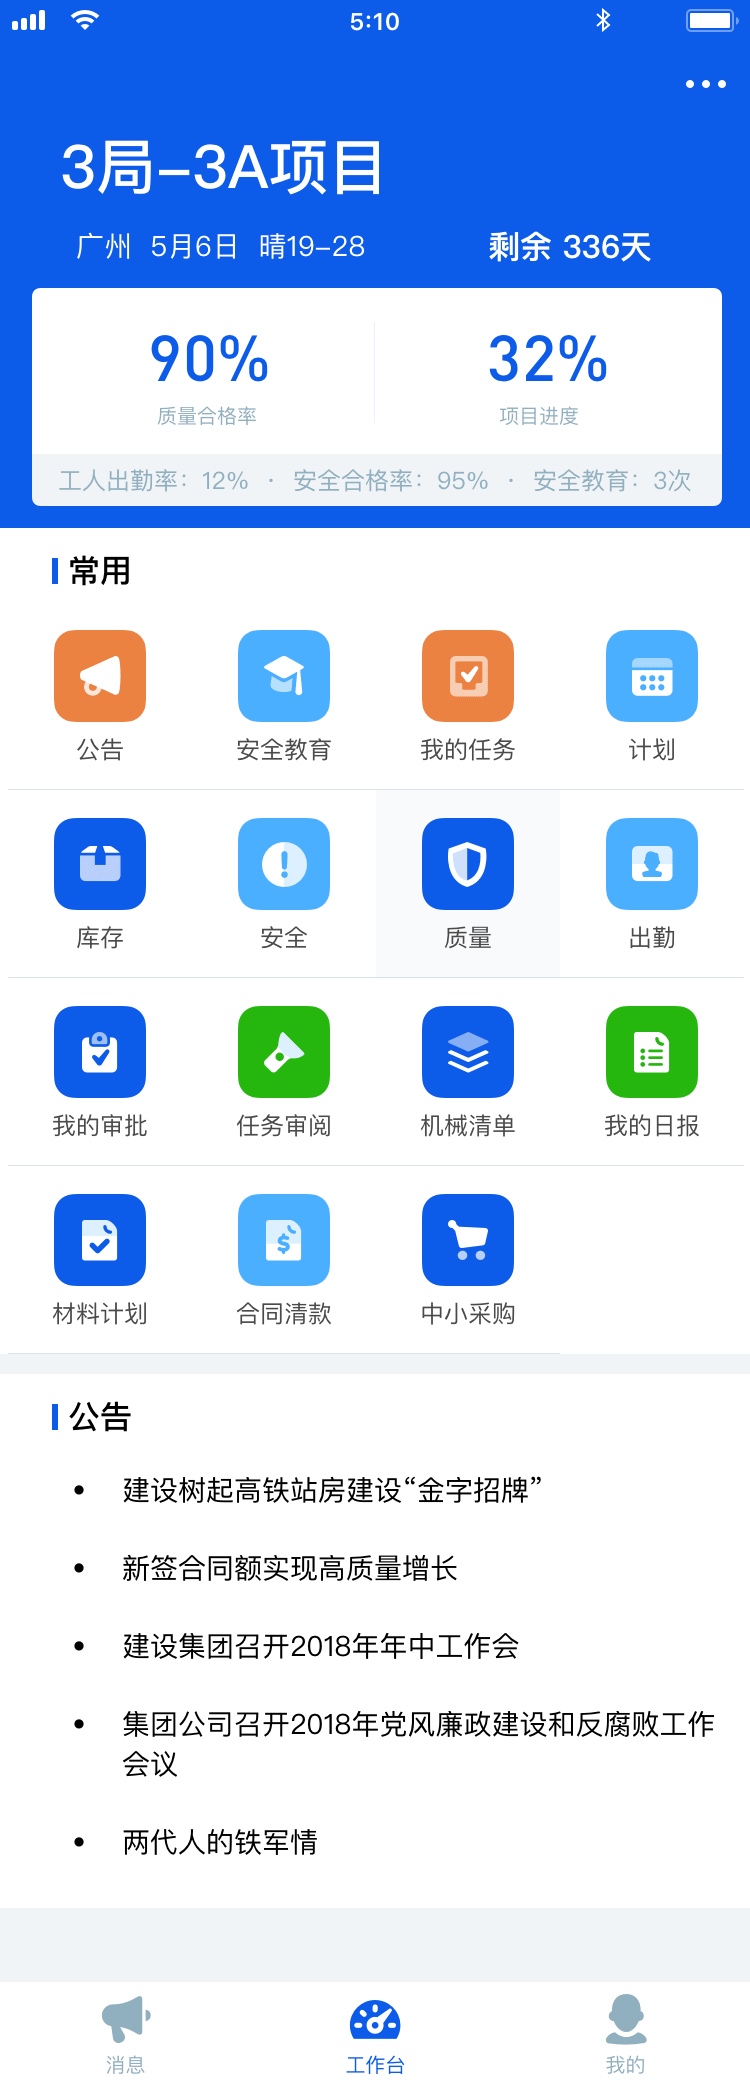 5:10
3局–3A项目
广州 5月6日 晴19–28 剩余 336天
90% 32%
质量合格率 项目进度
工人出勤率：12% · 安全合格率：95% · 安全教育：3次
常用
公告 安全教育 我的任务 计划
库存 安全 质量 出勤
我的审批 任务审阅 机械清单 我的日报
材料计划 合同清款 中小采购
公告
• 建设树起高铁站房建设“金字招牌”
• 新签合同额实现高质量增长
• 建设集团召开2018年年中工作会
• 集团公司召开2018年党风廉政建设和反腐败工作
会议
• 两代人的铁军情
消息 工作台 我的